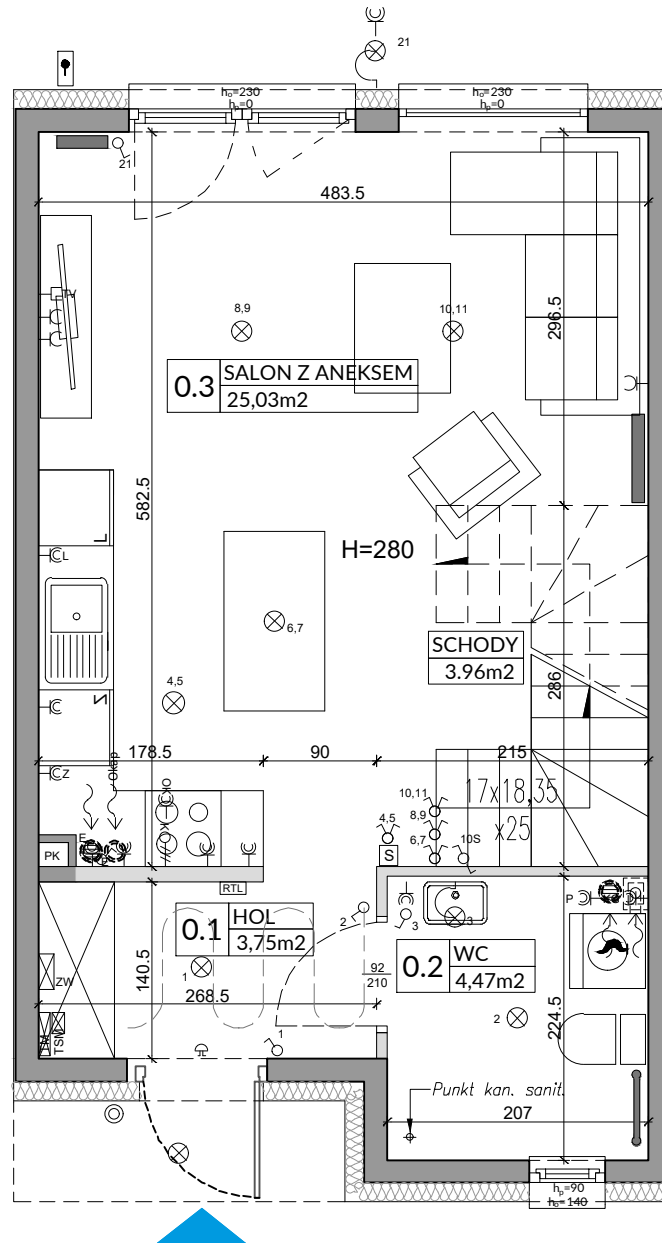 21
h₀=230
hₚ=0
h₀=230
hₚ=0
21
483.5
TV
8,9
10,11
296.5
0.3
SALON Z ANEKSEM
25,03m2
582.5
L
L
H=280
6,7
SCHODY
3.96m2
4,5
N
286
178.5
90
215
Z
Okap
10,11
17x18,35
x25
8,9
4,5
6,7
10S
S
PK
E
RTL
0.1
HOL
3,75m2
2
3
3
P
0.2
WC
4,47m2
92
210
140.5
1
ZW
268.5
TSM
2
224.5
1
Punkt kan. sanit.
207
hₚ=90
h₀=140